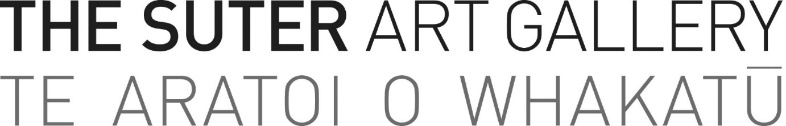 THE SUTER ART GALLERY
TE ARATOI O WHAKATŪ